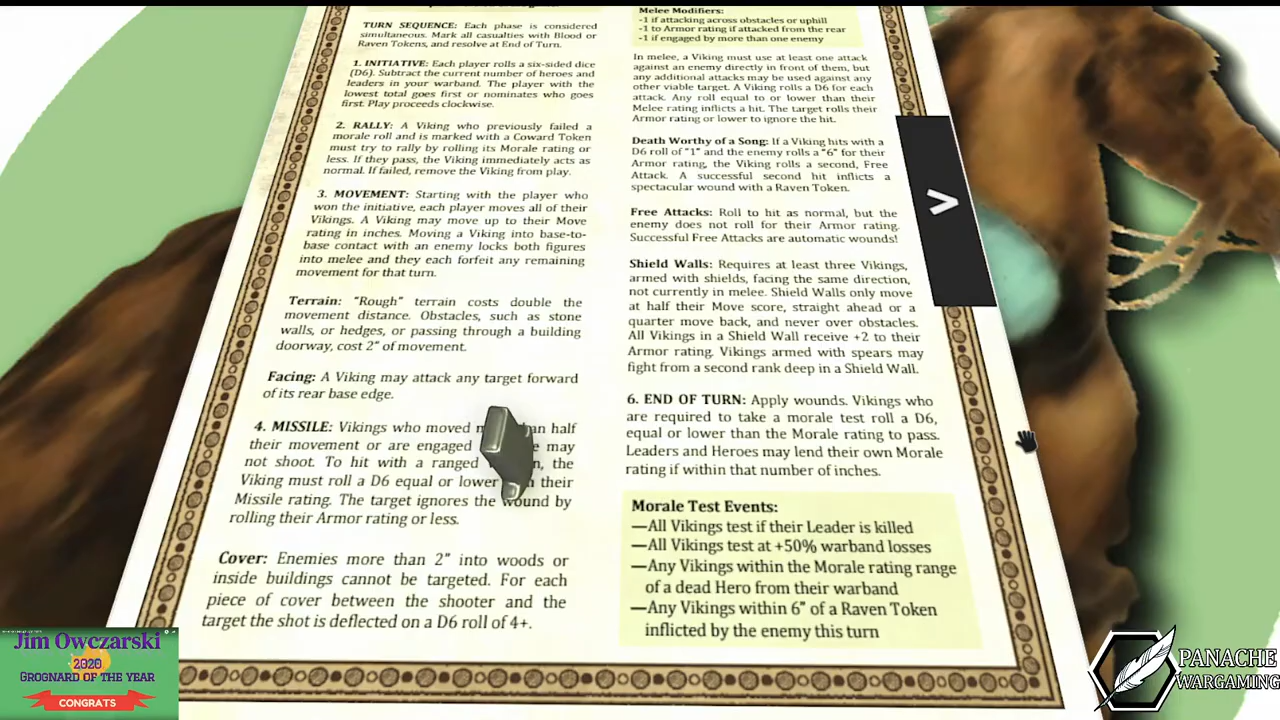 TURN SEQUENCE: Each phase is considered
simultaneous. Mark all casualties with Blood or
Raven Tokens, and resolve at End of Turn.
1. INITIATIVE: Each player rolls a six-sided dice
(D6). Subtract the current number of heroes and
leaders in your warband. The player with the
lowest total goes first or nominates who goes
first. Play proceeds clockwise.
2. RALLY: A Viking who previously failed a
morale roll and is marked with a Coward Token
must try to rally by rolling its Morale rating or
less. If they pass, the Viking immediately acts as
normal. If failed, remove the Viking from play.
3. MOVEMENT: Starting with the player who
won the initiative, each player moves all of their
Vikings. A Viking may move up to their Move
rating in inches. Moving a Viking into base-to-
base contact with an enemy locks both figures
into melee and they each forfeit any remaining
movement for that turn.
Terrain: "Rough" terrain costs double the
movement distance. Obstacles, such as stone
walls, or hedges, or passing through a building
doorway, cost 2" of movement.
Facing: A Viking may attack any target forward
of its rear base edge.
4. MISSILE: Vikings who moved half
their movement or are engaged may
not shoot. To hit with a ranged the
Viking must roll a D6 equal or lower their
Missile rating. The target ignores the wound by
rolling their Armor rating or less.
Cover: Enemies more than 2" into woods or
inside buildings cannot be targeted. For each
piece of cover between the shooter and the
target the shot is deflected on a D6 roll of 4+.
Melee Modifiers:
-1 if attacking across obstacles or uphill
-1 to Armor rating if attacked from the rear
-1 if engaged by more than one enemy
In melee, a Viking must use at least one attack
against an enemy directly in front of them, but
any additional attacks may be used against any
other viable target. A Viking rolls a D6 for each
attack. Any roll equal to or lower than their
Melee rating inflicts a hit. The target rolls their
Armor rating or lower to ignore the hit.
Death Worthy of a Song: If a Viking hits with a
D6 roll of "1" and the enemy rolls a "6" for their
Armor rating, the Viking rolls a second, Free
Attack. A successful second hit inflicts a
spectacular wound with a Raven Token.
Free Attacks: Roll to hit as normal, but the
enemy does not roll for their Armor rating.
Successful Free Attacks are automatic wounds!
Shield Walls: Requires at least three Vikings,
armed with shields, facing the same direction,
not currently in melee. Shield Walls only move
at half their Move score, straight ahead or a
quarter move back, and never over obstacles.
All Vikings in a Shield Wall receive +2 to their
Armor rating. Vikings armed with spears may
fight from a second rank deep in a Shield Wall.
6. END OF TURN: Apply wounds. Vikings who
are required to take a morale test roll a D6,
equal or lower than the Morale rating to pass.
Leaders and Heroes may lend their own Morale
rating if within that number of inches.
Morale Test Events:
—All Vikings test if their Leader is killed
—All Vikings test at +50% warband losses
—Any Vikings within the Morale rating range
of a dead Hero from their warband
—Any Vikings within 6" of a Raven Token
inflicted by the enemy this turn
>
Jim Owczarski
2020
GROGNARD OF THE YEAR
CONGRATS
PANACHE
WARGAMING